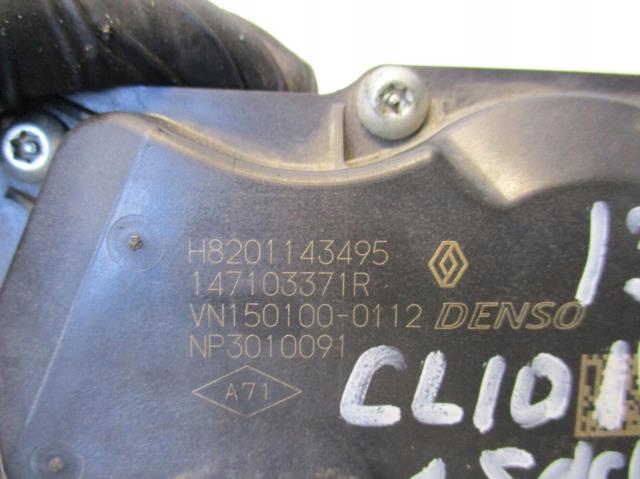 H8201143495
147103371R
VN150100-0112 DENSO
NP3010091
A71
CLIO